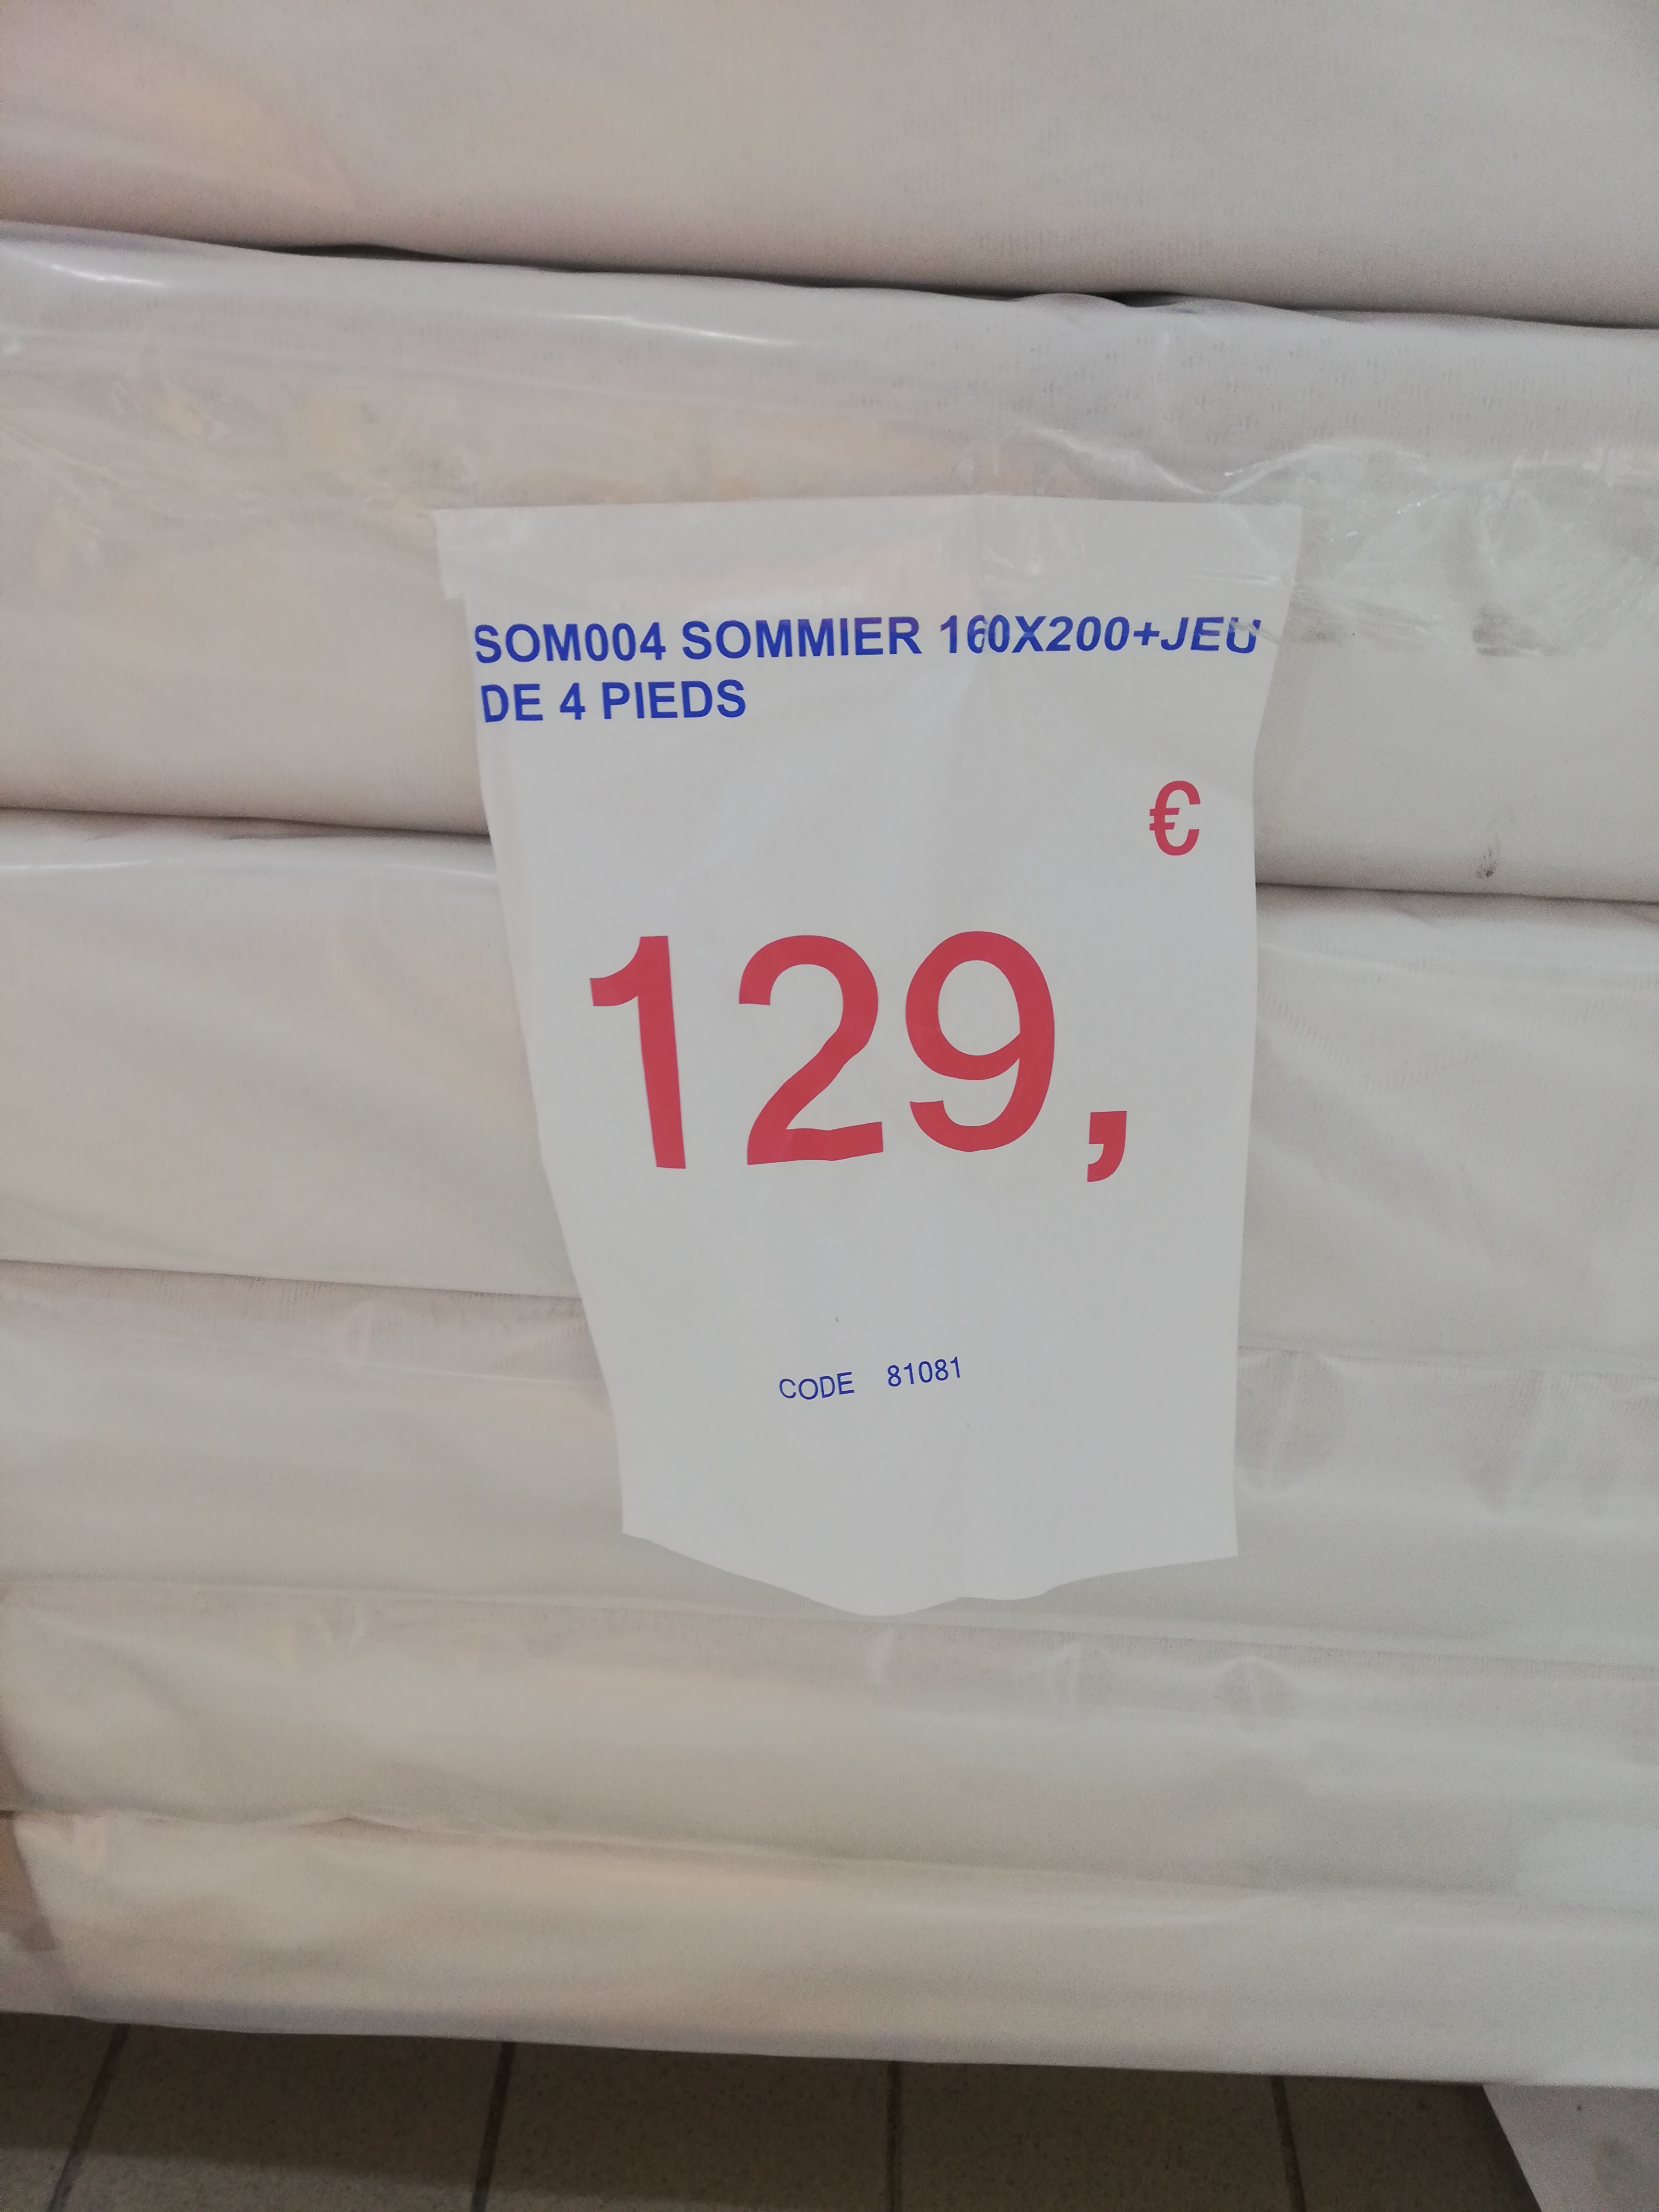 SOM004 SOMMIER 160X200+JEU
DE 4 PIEDS
€
129,
CODE 81081